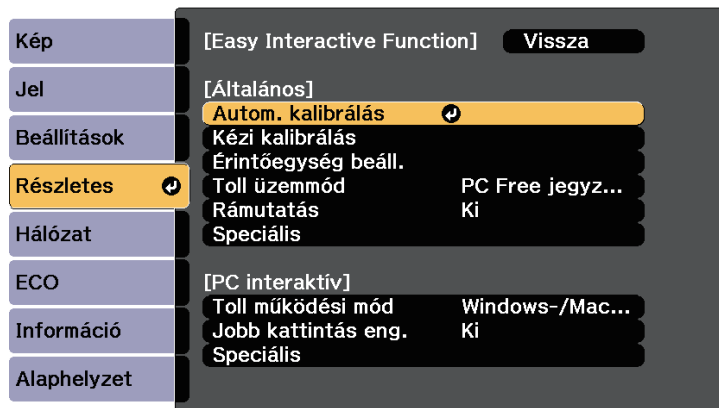 Kép
Jel
Beállítások
Részletes
Hálózat
ECO
Információ
Alaphelyzet
[Easy Interactive Function] Vissza
[Általános]
Autom. kalibrálás
Kézi kalibrálás
Érintőegység beáll.
Toll üzemmód PC Free jegyz...
Rámutatás Ki
Speciális
[PC interaktív]
Toll működési mód Windows-/Mac...
Jobb kattintás eng. Ki
Speciális